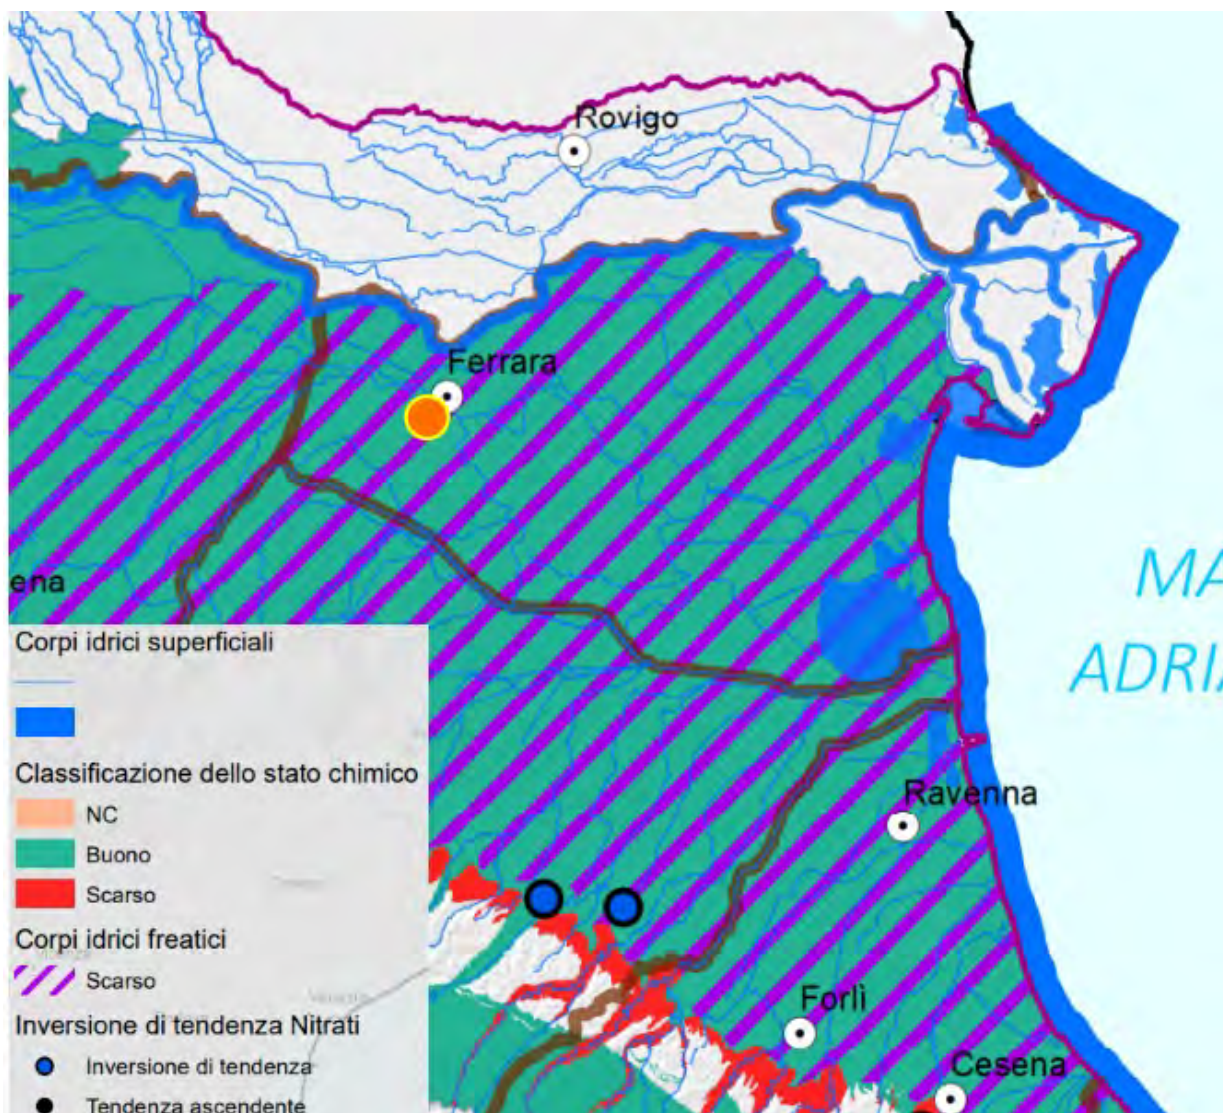 Rovigo
Ferrara
ena
MA
ADRIA
Corpi idrici superficiali
Classificazione dello stato chimico
NC
Buono
Scarso
Corpi idrici freatici
Scarso
Inversione di tendenza Nitrati
Inversione di tendenza
Tendenza ascendente
Ravenna
Forlì
Cesena